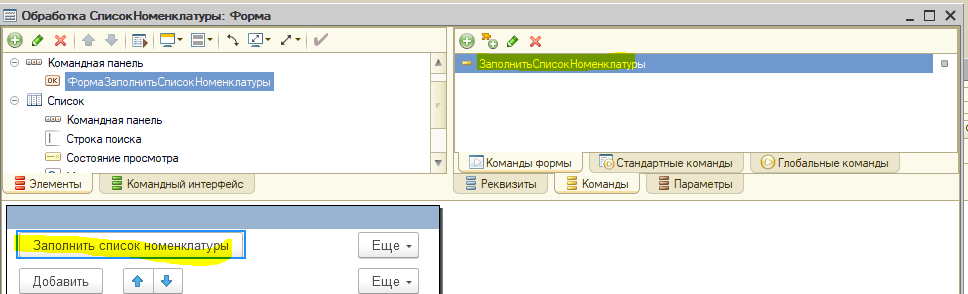 Обработка СписокНоменклатуры: Форма
Командная панель
ФормаЗаполнитьСписокНоменклатуры
Список
Командная панель
Строка поиска
Состояние просмотра
Элементы
Командный интерфейс
ЗаполнитьСписокНоменклатуры
Команды формы
Стандартные команды
Глобальные команды
Реквизиты
Команды
Параметры
Заполнить список номенклатуры
Еще
Добавить
Еще